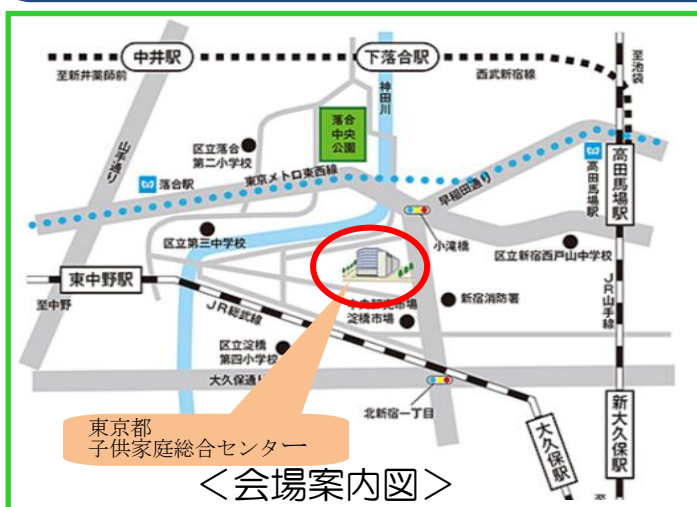 中井駅
下落合駅
至新井薬師前
西武新宿線
至池袋
神田川
山手通り
落合
中央
公園
区立落合
第二小学校
東京メトロ東西線
落合駅
早稲田通り
高田馬場駅
高田馬場駅
区立第三中学校
小滝橋
区立新宿西戸山中学校
東中野駅
至中野
JR総武線
新宿消防署
淀橋市場
JR山手線
区立淀橋
第四小学校
大久保通り
北新宿一丁目
大久保駅
新大久保駅
東京都
子供家庭総合センター
<会場案内図>